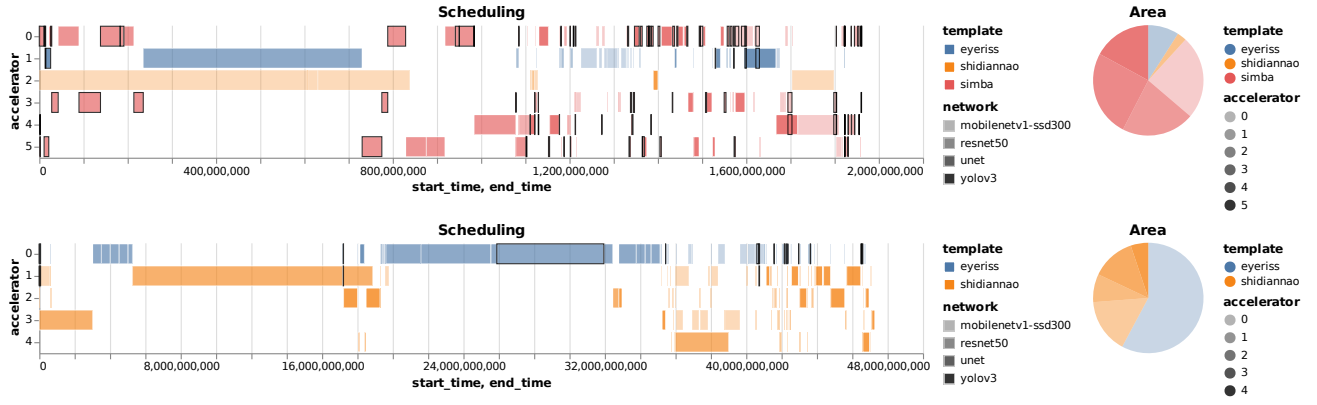 Scheduling
accelerator
0
1
2
3
4
5
0
400,000,000
800,000,000
1,200,000,000
1,600,000,000
2,000,000,000
start_time, end_time
template
eyeriss
shidiannao
simba
network
mobilenetv1-ssd300
resnet50
unet
yolov3
Area
template
eyeriss
shidiannao
simba
accelerator
0
1
2
3
4
5
Scheduling
accelerator
0
1
2
3
4
0
8,000,000,000
16,000,000,000
24,000,000,000
32,000,000,000
40,000,000,000
48,000,000,000
start_time, end_time
template
eyeriss
shidiannao
network
mobilenetv1-ssd300
resnet50
unet
yolov3
Area
template
eyeriss
shidiannao
accelerator
0
1
2
3
4